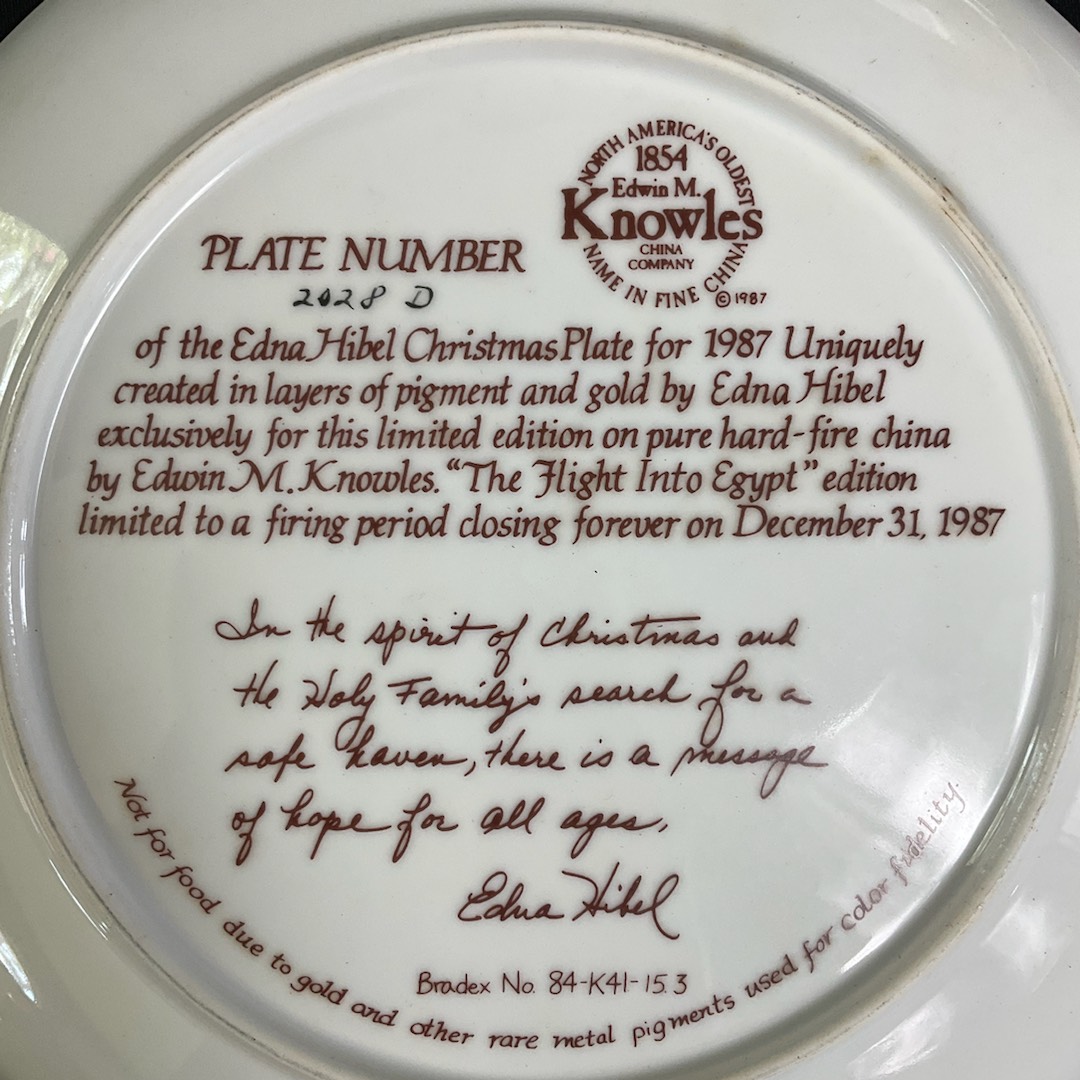 NORTH AMERICA'S OLDEST
1854
Edwin M.
Knowles
CHINA
COMPANY
NAME IN FINE CHINA
© 1987
PLATE NUMBER
2028 D
of the Edna Hibel Christmas Plate for 1987 Uniquely
created in layers of pigment and gold by Edna Hibel
exclusively for this limited edition on pure hard-fire china
by Edwin M. Knowles. “The Flight Into Egypt” edition
limited to a firing period closing forever on December 31, 1987
In the spirit of Christmas and
the Holy Family's search for a
safe haven, there is a message
of hope for all ages.
Edna Hibel
Bradex No. 84-K41-15.3
Not for food due to gold and other rare metal pigments used for color fidelity.